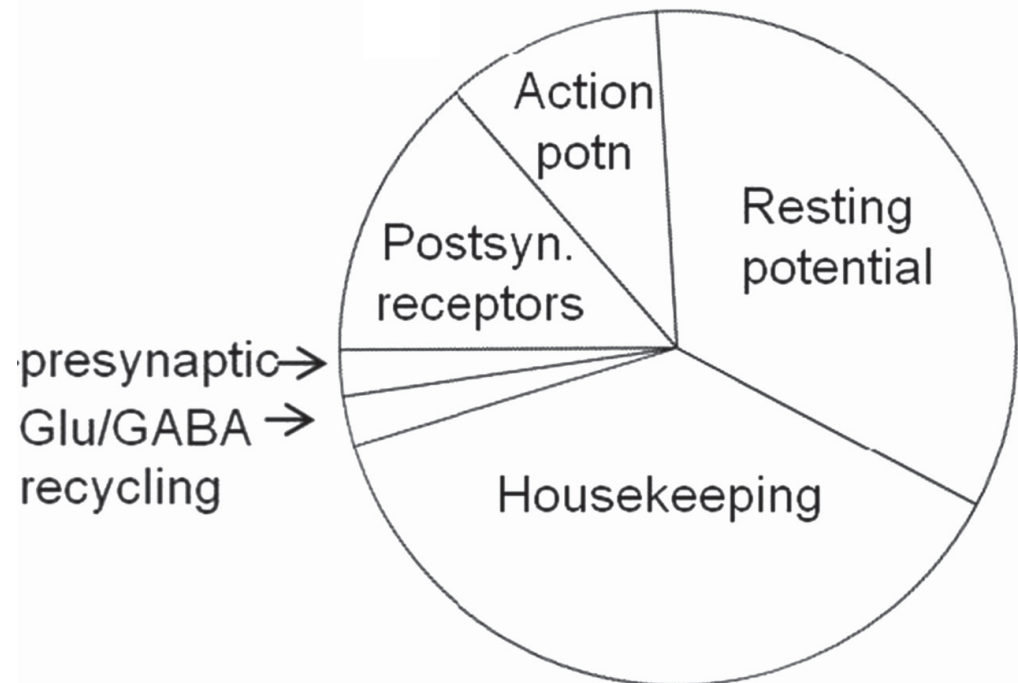 Action
potn
Resting
potential
Postsyn.
receptors
presynaptic
Glu/GABA
recycling
Housekeeping